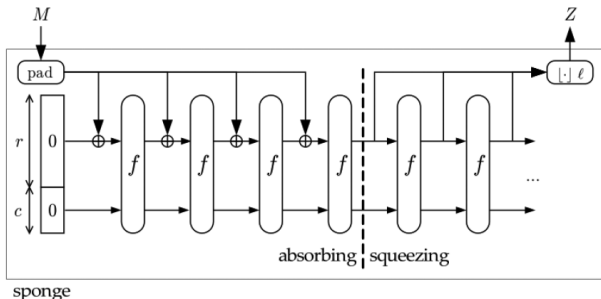 M Z
pad ⌊·⌋ ℓ
r 0 ⊕ ⊕ ⊕ ⊕
f f f f f f
...
c 0
absorbing squeezing
sponge